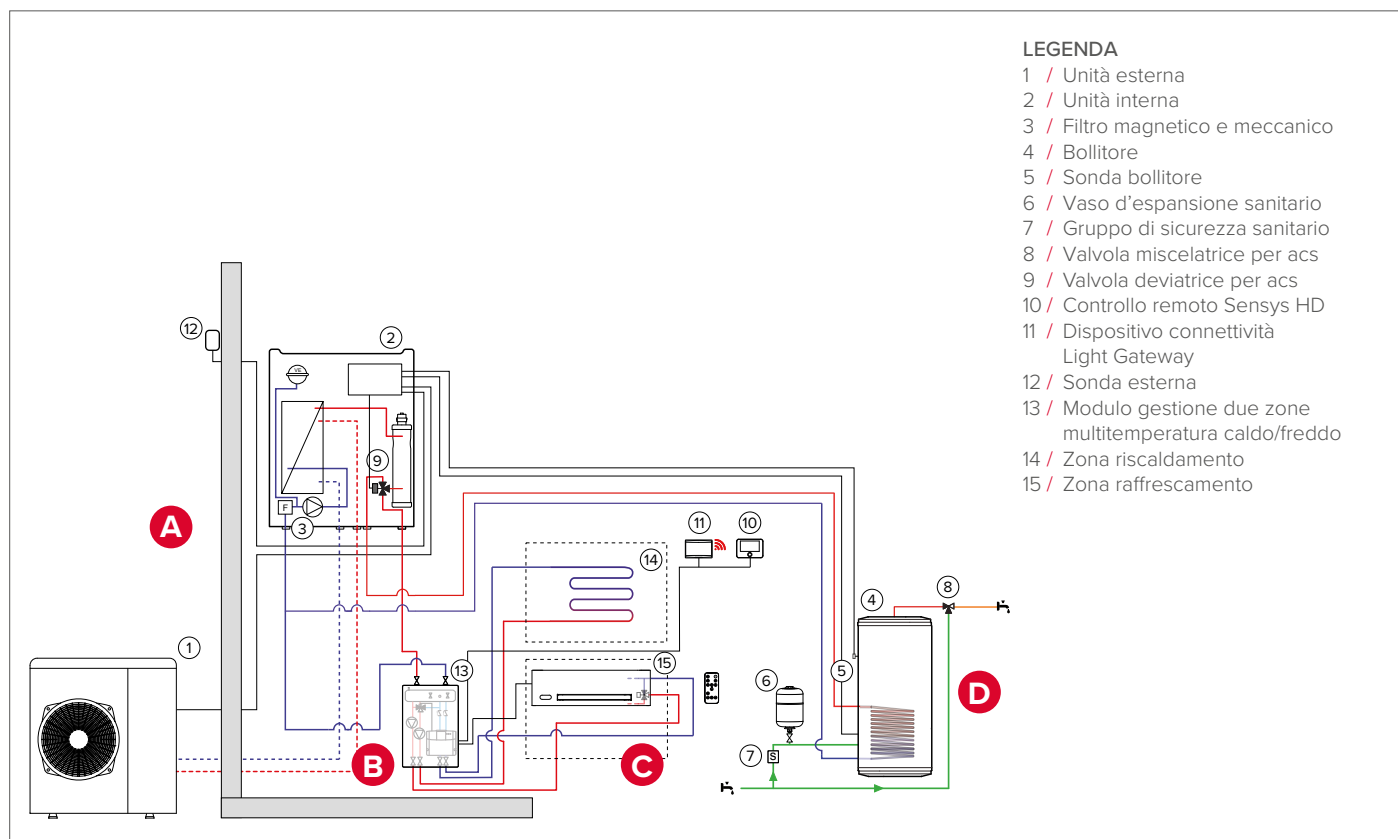 LEGENDA
1 / Unità esterna
2 / Unità interna
3 / Filtro magnetico e meccanico
4 / Bollitore
5 / Sonda bollitore
6 / Vaso d'espansione sanitario
7 / Gruppo di sicurezza sanitario
8 / Valvola miscelatrice per acs
9 / Valvola deviatrice per acs
10 / Controllo remoto Sensys HD
11 / Dispositivo connettività
Light Gateway
12 / Sonda esterna
13 / Modulo gestione due zone
multitemperatura caldo/freddo
14 / Zona riscaldamento
15 / Zona raffrescamento
12
2
VE
9
F
3
A
11
10
14
4
8
1
13
15
5
6
D
B
C
7
S